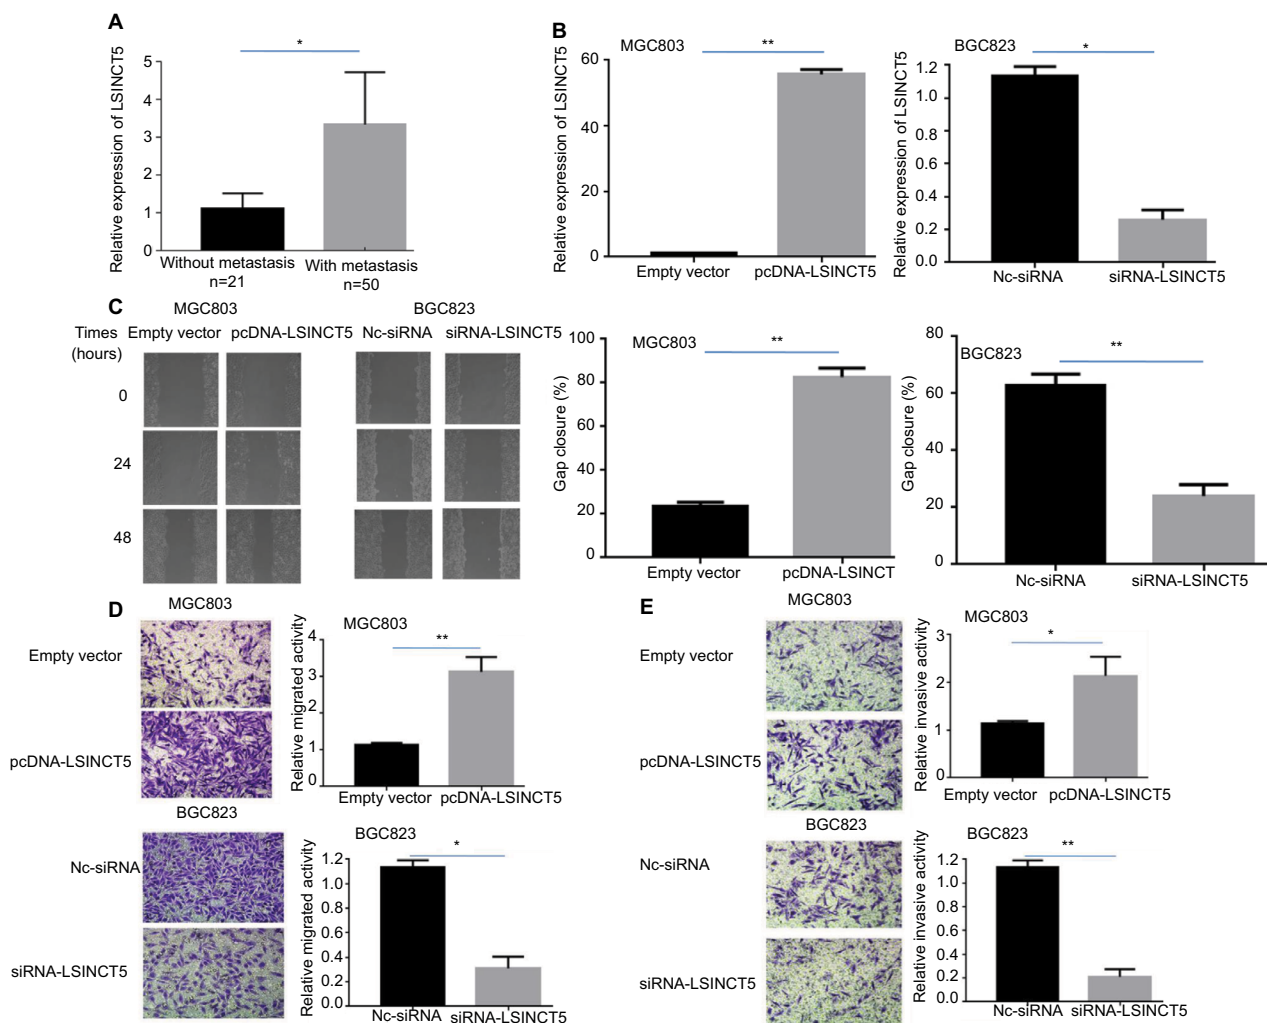 A
*
Relative expression of LSINCT5
5
4
3
2
1
0
Without metastasis
n=21
With metastasis
n=50
B
MGC803
**
Relative expression of LSINCT5
60
40
20
0
Empty vector
pcDNA-LSINCT5
BGC823
*
Relative expression of LSINCT5
1.2
1.0
0.8
0.6
0.4
0.2
0.0
Nc-siRNA
siRNA-LSINCT5
C
MGC803
BGC823
Times
(hours)
Empty vector
pcDNA-LSINCT5
Nc-siRNA
siRNA-LSINCT5
0
24
48
MGC803
**
Gap closure (%)
100
80
60
40
20
0
Empty vector
pcDNA-LSINCT
BGC823
**
Gap closure (%)
80
60
40
20
0
Nc-siRNA
siRNA-LSINCT5
D
MGC803
Empty vector
pcDNA-LSINCT5
MGC803
**
Relative migrated activity
4
3
2
1
0
Empty vector
pcDNA-LSINCT5
BGC823
Nc-siRNA
siRNA-LSINCT5
BGC823
*
Relative migrated activity
1.2
1.0
0.8
0.6
0.4
0.2
0.0
Nc-siRNA
siRNA-LSINCT5
E
MGC803
Empty vector
pcDNA-LSINCT5
MGC803
*
Relative invasive activity
3
2
1
0
Empty vector
pcDNA-LSINCT5
BGC823
Nc-siRNA
siRNA-LSINCT5
BGC823
**
Relative invasive activity
1.2
1.0
0.8
0.6
0.4
0.2
0.0
Nc-siRNA
siRNA-LSINCT5